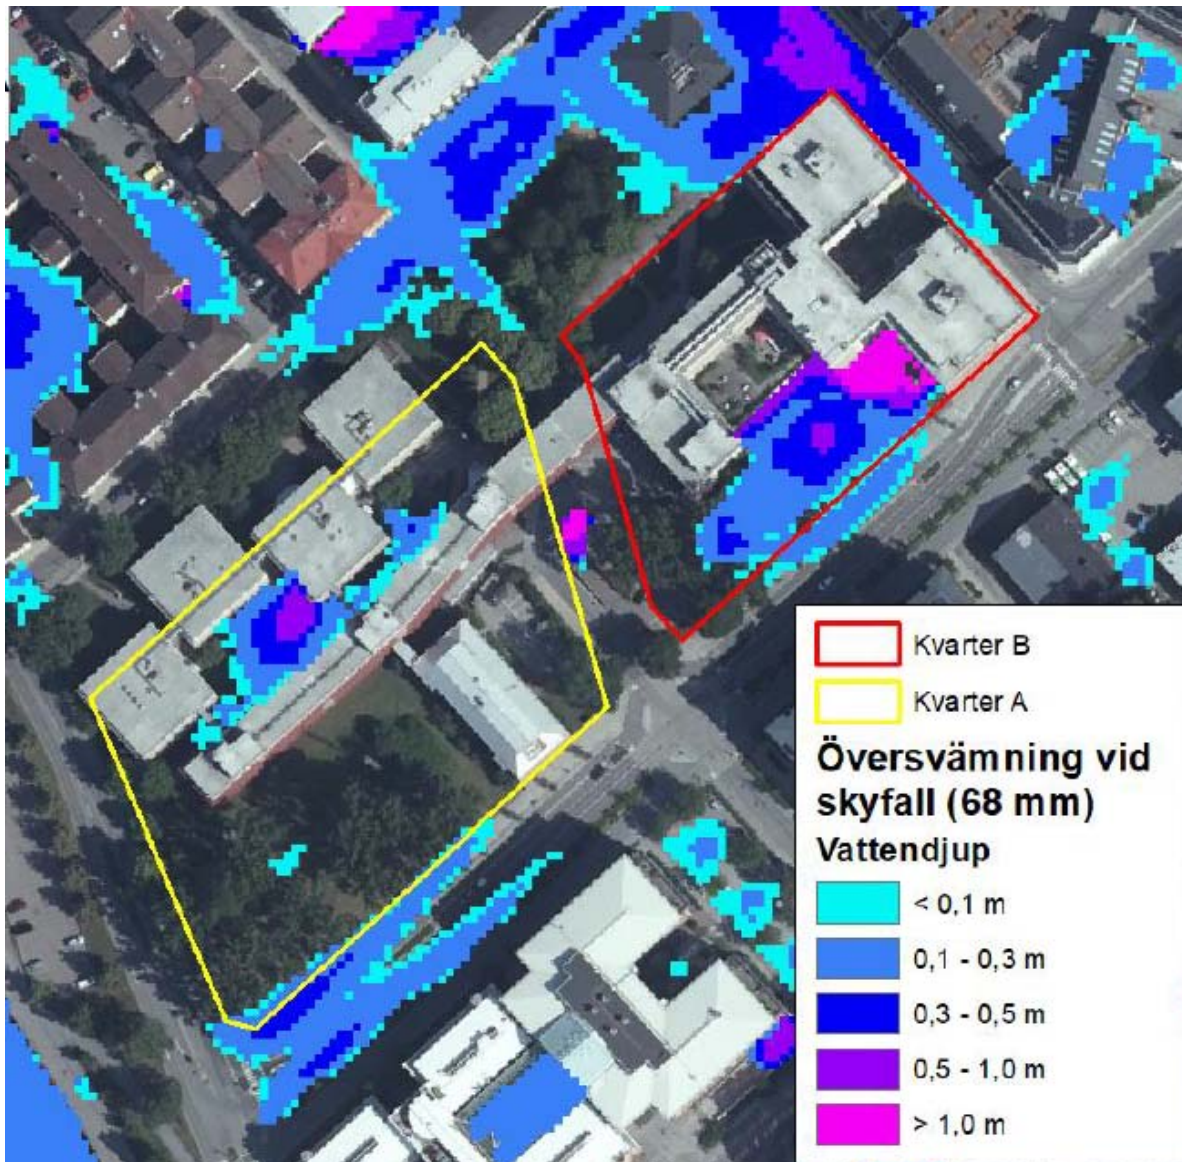 Kvarter B
Kvarter A
Översvämning vid
skyfall (68 mm)
Vattendjup
< 0,1 m
0,1 - 0,3 m
0,3 - 0,5 m
0,5 - 1,0 m
> 1,0 m